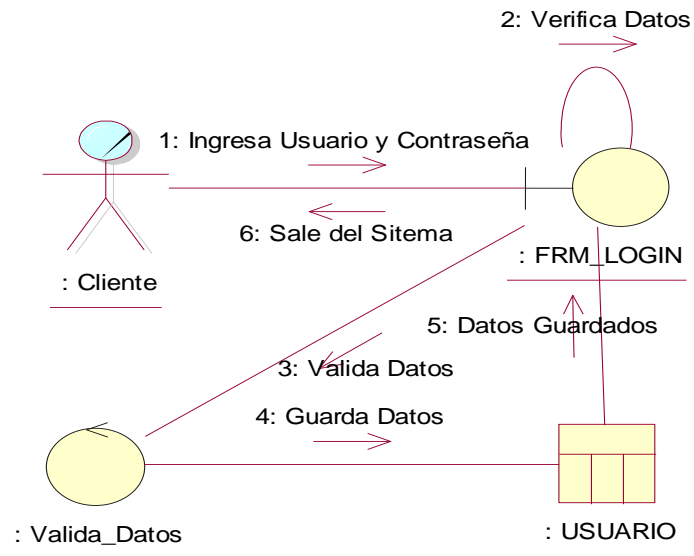 2: Verifica Datos
1: Ingresa Usuario y Contraseña
6: Sale del Sitema
: FRM_LOGIN
: Cliente
5: Datos Guardados
3: Valida Datos
4: Guarda Datos
: Valida_Datos
: USUARIO